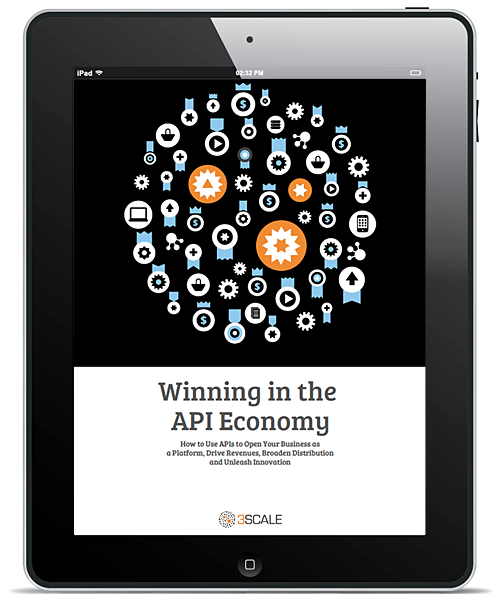 iPad 02:32 PM
Winning in the
API Economy
How to Use APIs to Open Your Business as
a Platform, Drive Revenues, Broaden Distribution
and Unleash Innovation
3SCALE